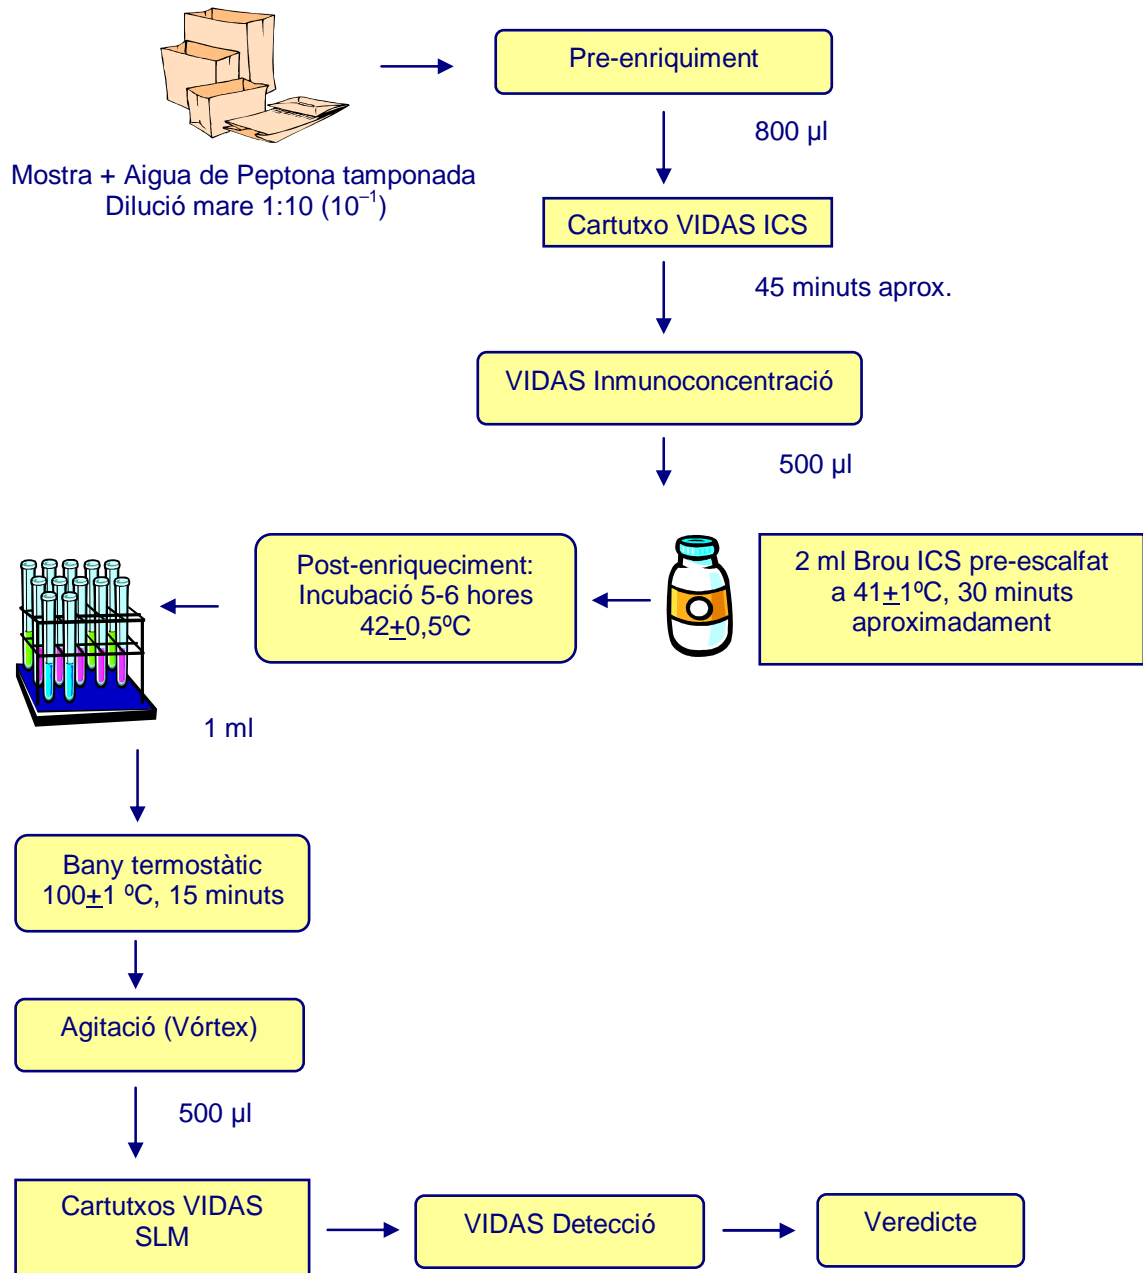 Pre-enriquiment
800 µl
Mostra + Aigua de Peptona tamponada
Dilució mare 1:10 (10⁻¹)
Cartutxo VIDAS ICS
45 minuts aprox.
VIDAS Inmunoconcentració
500 µl
2 ml Brou ICS pre-escalfat
a 41±1ºC, 30 minuts
aproximadament
Post-enriqueciment:
Incubació 5-6 hores
42±0,5ºC
1 ml
Bany termostàtic
100±1 ºC, 15 minuts
Agitació (Vórtex)
500 µl
Cartutxos VIDAS
SLM
VIDAS Detecció
Veredicte